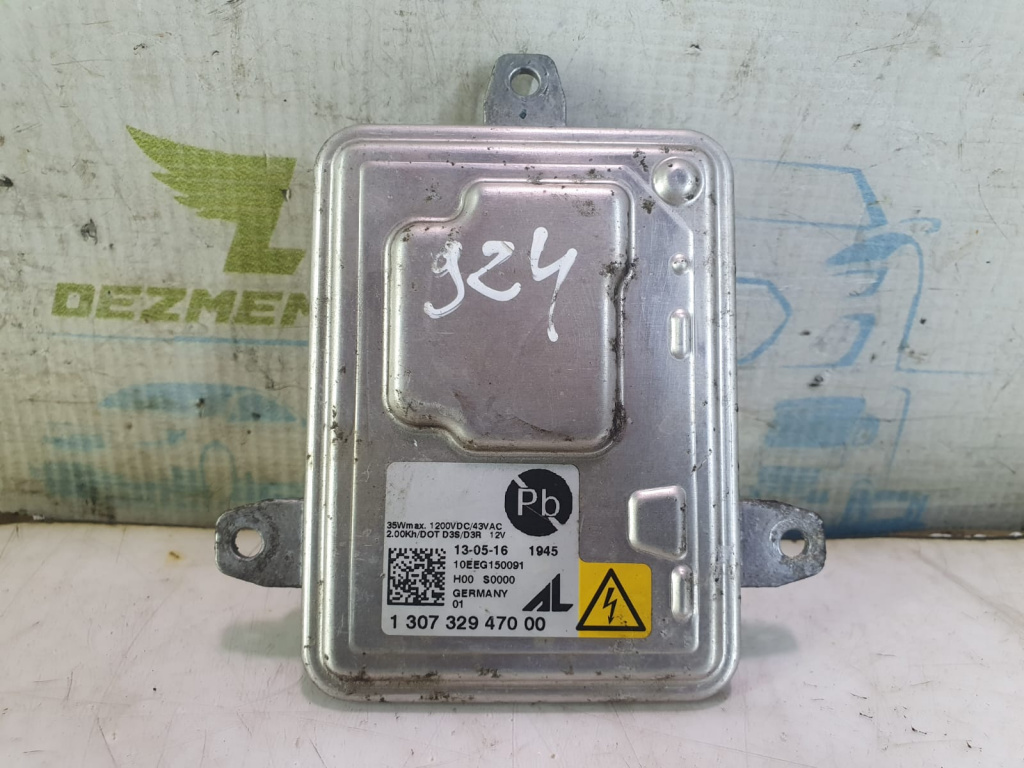 DEZMEM
924
Pb
35Wmax. 1200VDC/43VAC
2.00Kh/DOT D3S/D3R 12V
13-05-16 1945
10EEG150091
H00 S0000
GERMANY
01
AL
1 307 329 470 00